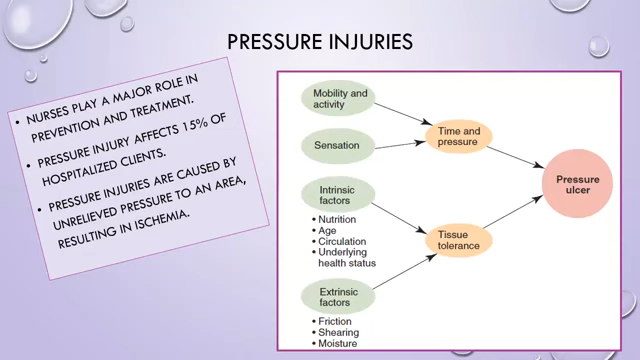 PRESSURE INJURIES
• NURSES PLAY A MAJOR ROLE IN
PREVENTION AND TREATMENT.
• PRESSURE INJURY AFFECTS 15% OF
HOSPITALIZED CLIENTS.
• PRESSURE INJURIES ARE CAUSED BY
UNRELIEVED PRESSURE TO AN AREA,
RESULTING IN ISCHEMIA.
Mobility and
activity
Sensation
Time and
pressure
Intrinsic
factors
• Nutrition
• Age
• Circulation
• Underlying
health status
Tissue
tolerance
Extrinsic
factors
• Friction
• Shearing
• Moisture
Pressure
ulcer